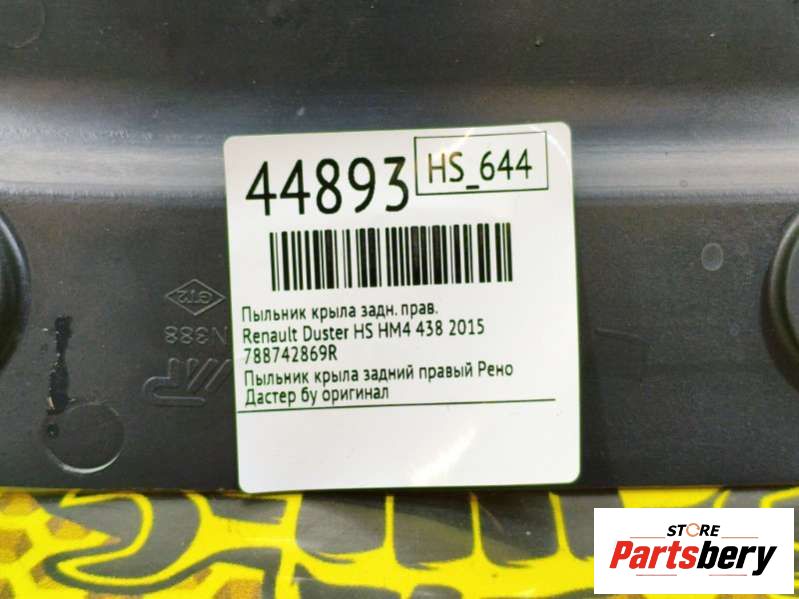 44893
HS_644
Пыльник крыла задн. прав.
Renault Duster HS HM4 438 2015
788742869R
Пыльник крыла задний правый Рено
Дастер бу оригинал
GT2
STORE
Partsbery